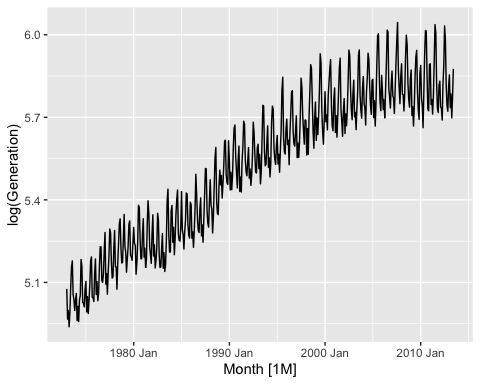 log(Generation)
6.0
5.7
5.4
5.1
1980 Jan
1990 Jan
2000 Jan
2010 Jan
Month [1M]